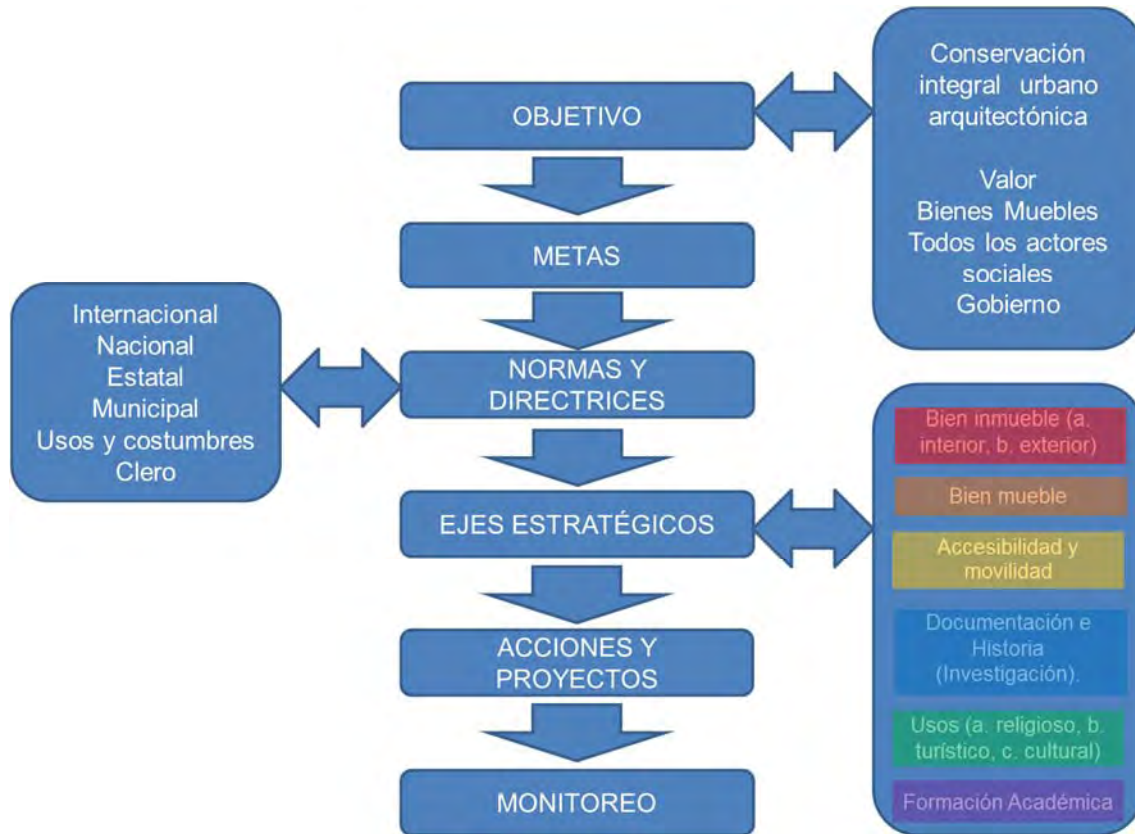 OBJETIVO
Conservación
integral urbano
arquitectónica
Valor
Bienes Muebles
Todos los actores
sociales
Gobierno
METAS
NORMAS Y
DIRECTRICES
Internacional
Nacional
Estatal
Municipal
Usos y costumbres
Clero
EJES ESTRATÉGICOS
Bien inmueble (a.
interior, b. exterior)
Bien mueble
Accesibilidad y
movilidad
Documentación e
Historia
(Investigación).
Usos (a. religioso, b.
turístico, c. cultural)
Formación Académica
ACCIONES Y
PROYECTOS
MONITOREO